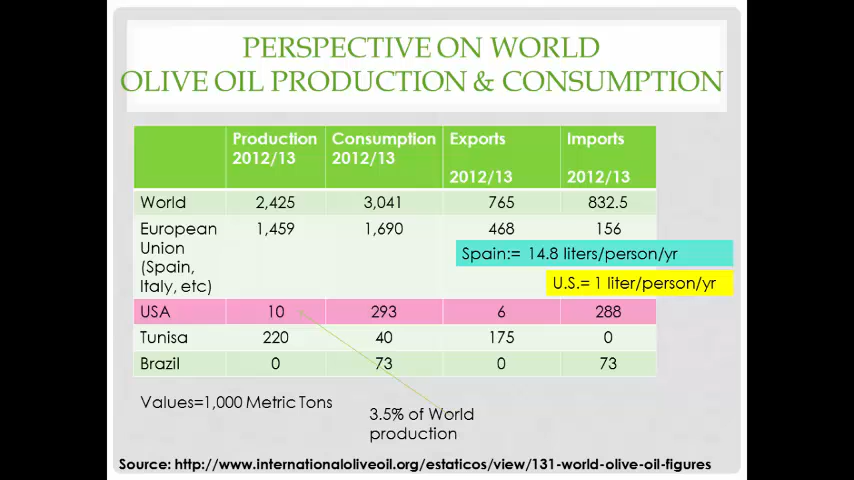 PERSPECTIVE ON WORLD
OLIVE OIL PRODUCTION & CONSUMPTION
Production 2012/13 Consumption 2012/13 Exports 2012/13 Imports 2012/13
World 2,425 3,041 765 832.5
European Union (Spain, Italy, etc) 1,459 1,690 468 156
Spain:= 14.8 liters/person/yr
U.S.= 1 liter/person/yr
USA 10 293 6 288
Tunisa 220 40 175 0
Brazil 0 73 0 73
Values=1,000 Metric Tons
3.5% of World
production
Source: http://www.internationaloliveoil.org/estaticos/view/131-world-olive-oil-figures